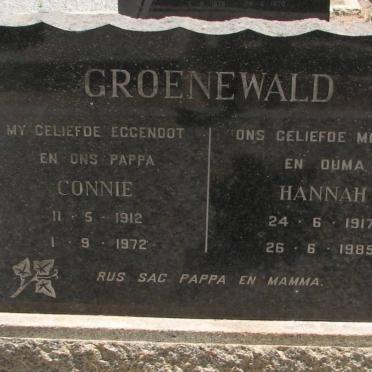 GROENEWALD
MY GELIEFDE EGGENOOT
EN ONS PAPPA
CONNIE
11 - 5 - 1912
1 - 9 - 1972
ONS GELIEFDE
EN OUMA
HANNAH
24 - 6 - 1917
26 - 6 - 1985
RUS SAG PAPPA EN MAMMA.